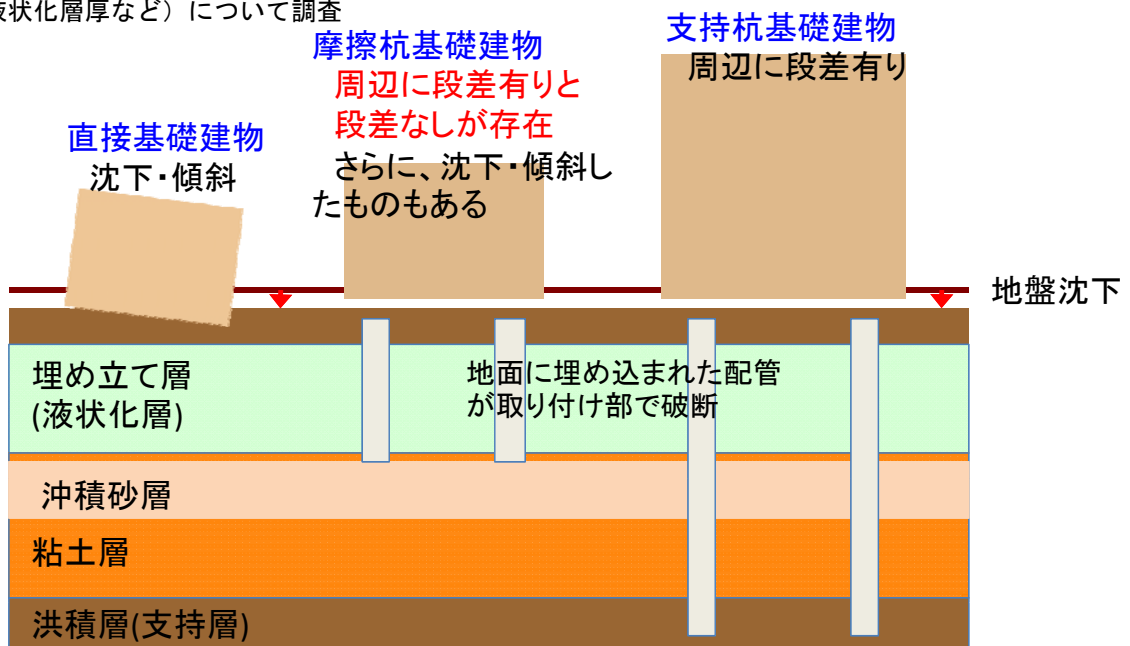 液状化層厚など）について調査
摩擦杭基礎建物
周辺に段差有りと
段差なしが存在
さらに、沈下・傾斜し
たものもある
支持杭基礎建物
周辺に段差有り
直接基礎建物
沈下・傾斜
地盤沈下
埋め立て層
(液状化層)
地面に埋め込まれた配管
が取り付け部で破断
沖積砂層
粘土層
洪積層(支持層)